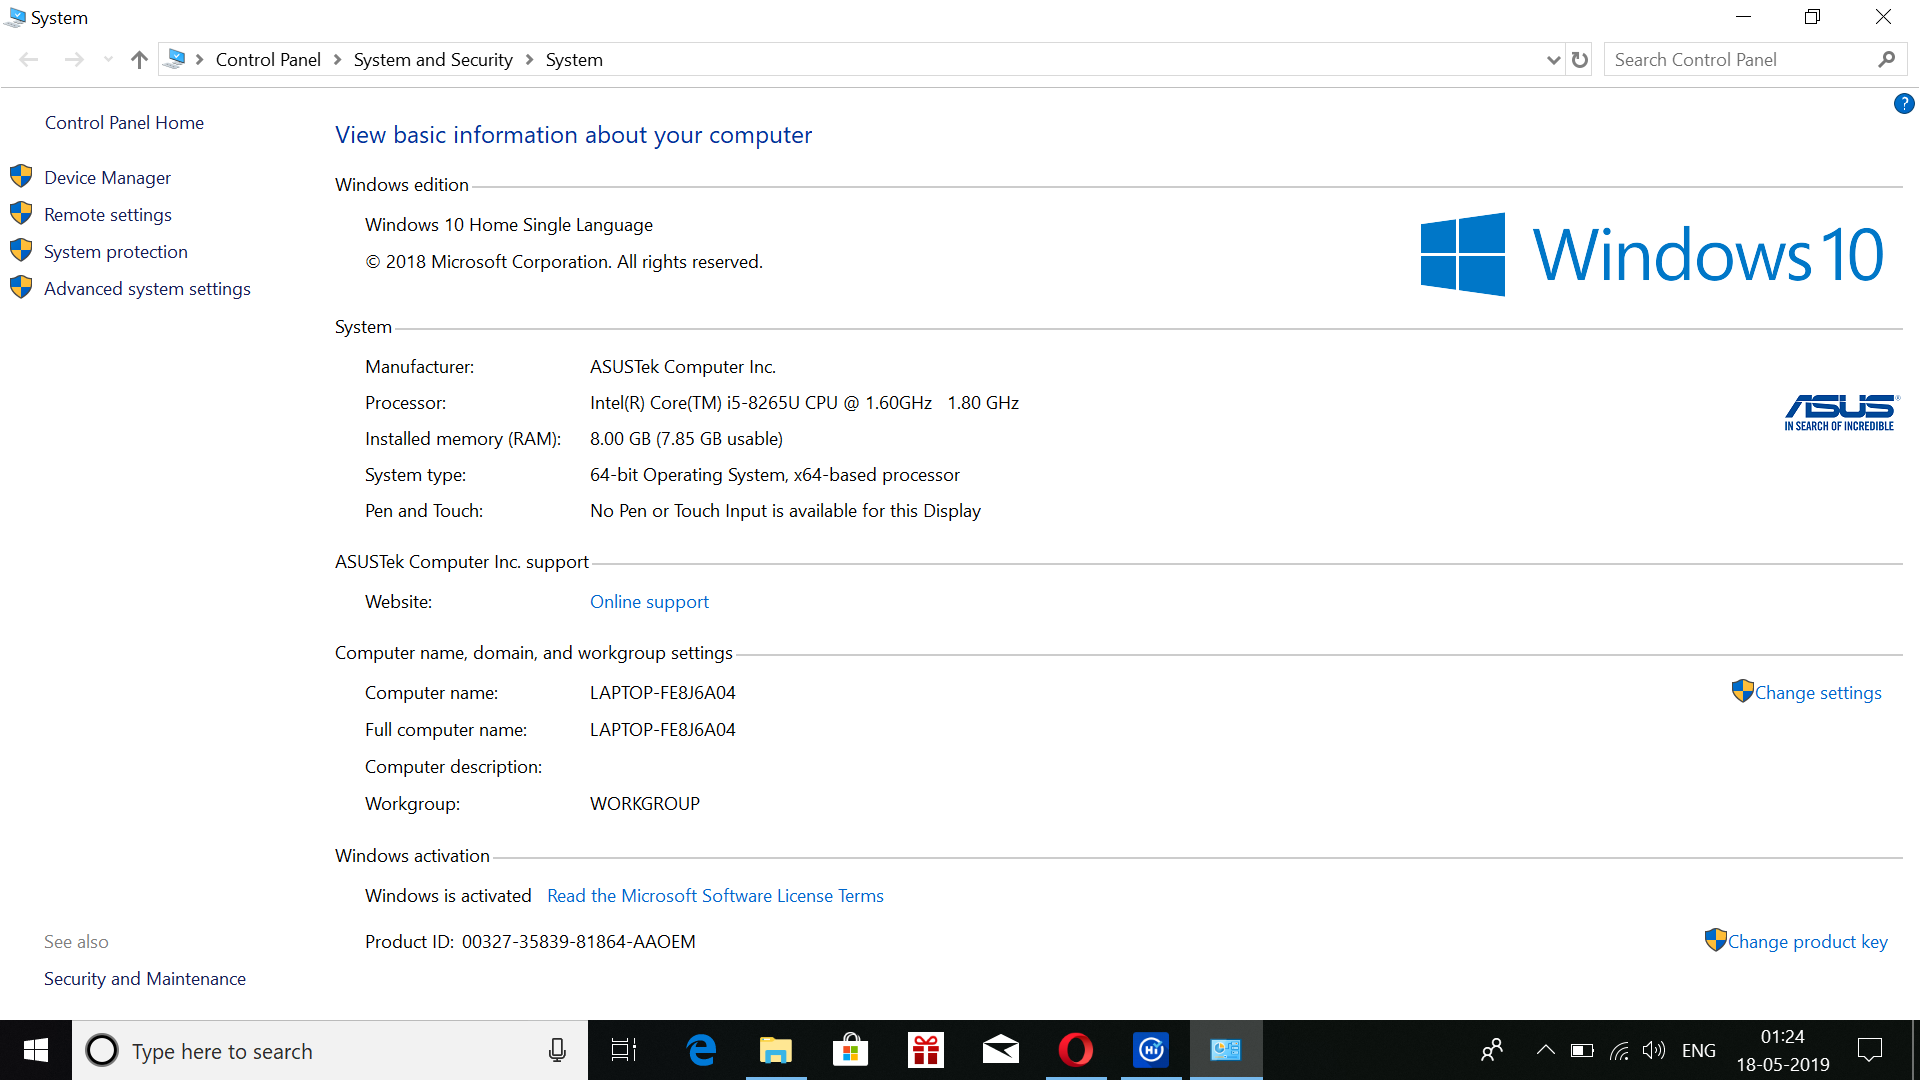 System
Control Panel System and Security System
Search Control Panel
Control Panel Home
Device Manager
Remote settings
System protection
Advanced system settings
See also
Security and Maintenance
View basic information about your computer
Windows edition
Windows 10 Home Single Language
© 2018 Microsoft Corporation. All rights reserved.
Windows 10
System
Manufacturer: ASUSTek Computer Inc.
Processor: Intel(R) Core(TM) i5-8265U CPU @ 1.60GHz 1.80 GHz
Installed memory (RAM): 8.00 GB (7.85 GB usable)
System type: 64-bit Operating System, x64-based processor
Pen and Touch: No Pen or Touch Input is available for this Display
ASUS
IN SEARCH OF INCREDIBLE
ASUSTek Computer Inc. support
Website: Online support
Computer name, domain, and workgroup settings
Computer name: LAPTOP-FE8J6A04
Change settings
Full computer name: LAPTOP-FE8J6A04
Computer description:
Workgroup: WORKGROUP
Windows activation
Windows is activated Read the Microsoft Software License Terms
Product ID: 00327-35839-81864-AAOEM
Change product key
Type here to search
Hi
ENG
01:24
18-05-2019